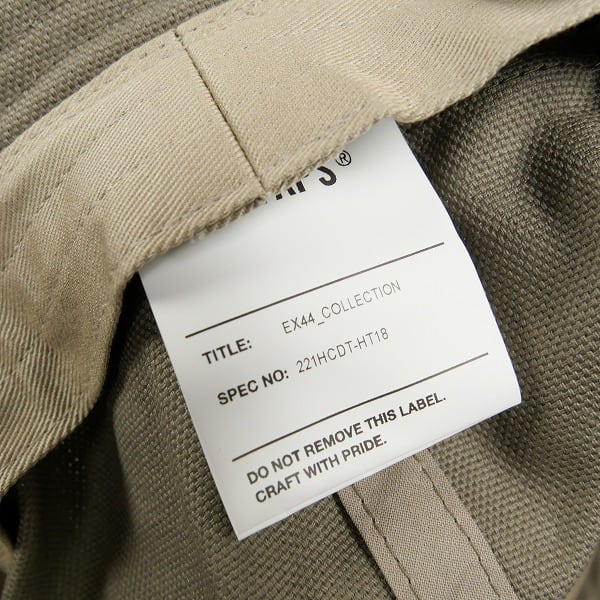 TITLE: EX44_COLLECTION
SPEC NO: 221HCDT-HT18
DO NOT REMOVE THIS LABEL.
CRAFT WITH PRIDE.